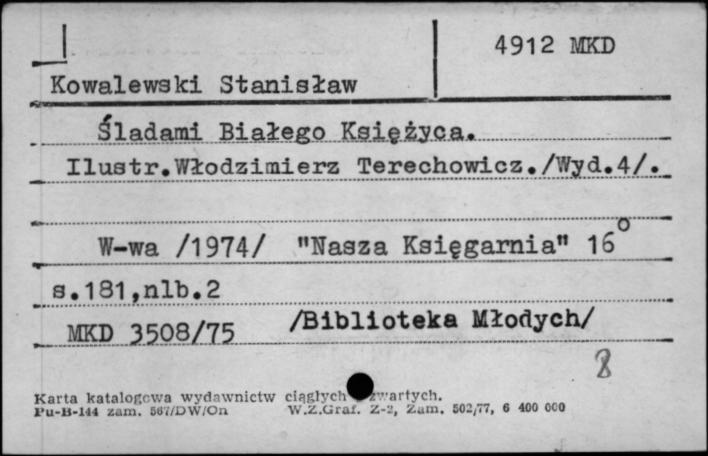 4912 MKD
Kowalewski Stanisław
Śladami Białego Księżyca.
Ilustr.Włodzimierz Terechowicz./Wyd.4/.
W-wa /1974/ "Nasza Księgarnia" 16°
s.181,nlb.2
MKD 3508/75 /Biblioteka Młodych/
8
Karta katalogowa wydawnictw ciągłych zwartych.
Pu-B-144 zam. 567/DW/On W.Z.Graf. Z-2, Zam. 502/77, 6 400 000